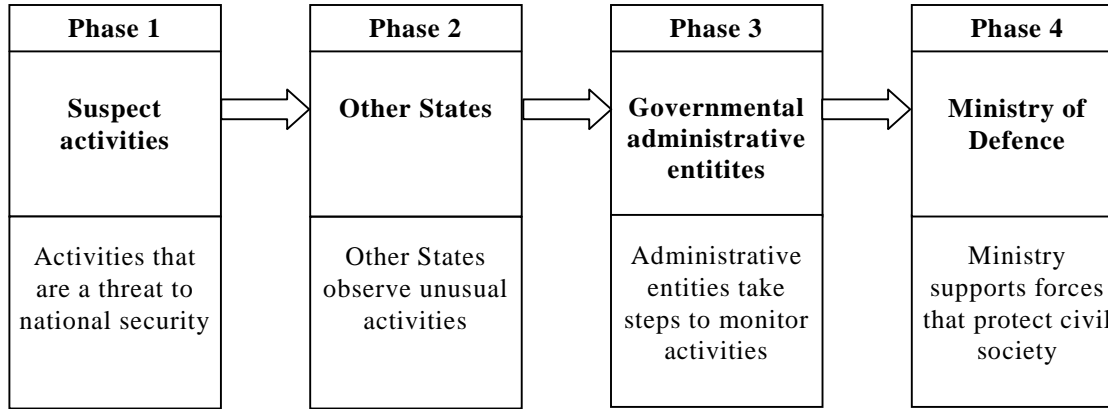 Phase 1
Suspect
activities
Activities that
are a threat to
national security
Phase 2
Other States
Other States
observe unusual
activities
Phase 3
Governmental
administrative
entitites
Administrative
entities take
steps to monitor
activities
Phase 4
Ministry of
Defence
Ministry
supports forces
that protect civil
society